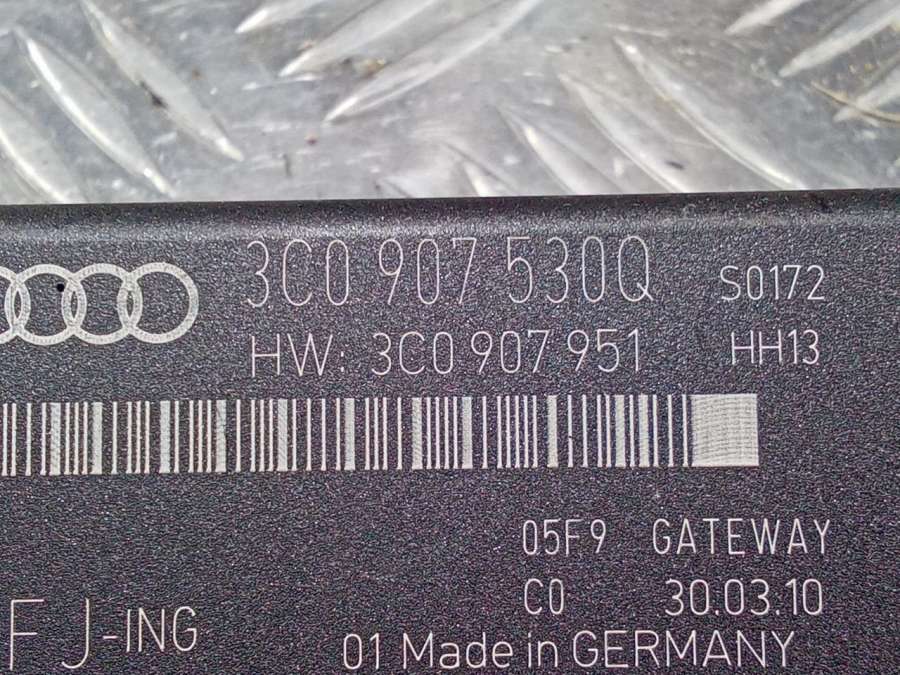 3C0 907 530Q S0172
HW: 3C0 907 951 HH13
05F9 GATEWAY
C0 30.03.10
F J-ING
01 Made in GERMANY